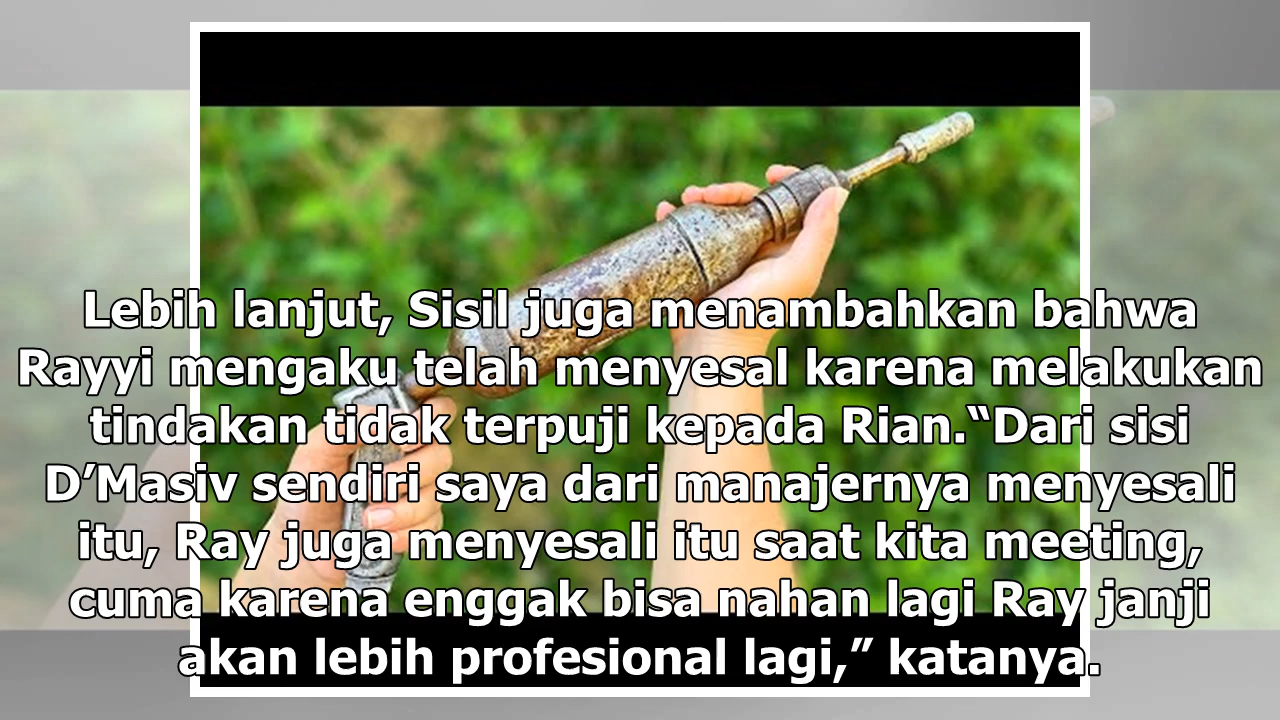 Lebih lanjut, Sisil juga menambahkan bahwa
Rayyi mengaku telah menyesal karena melakukan
tindakan tidak terpuji kepada Rian.“Dari sisi
D’Masiv sendiri saya dari manajernya menyesali
itu, Ray juga menyesali itu saat kita meeting,
cuma karena enggak bisa nahan lagi Ray janji
akan lebih profesional lagi,” katanya.